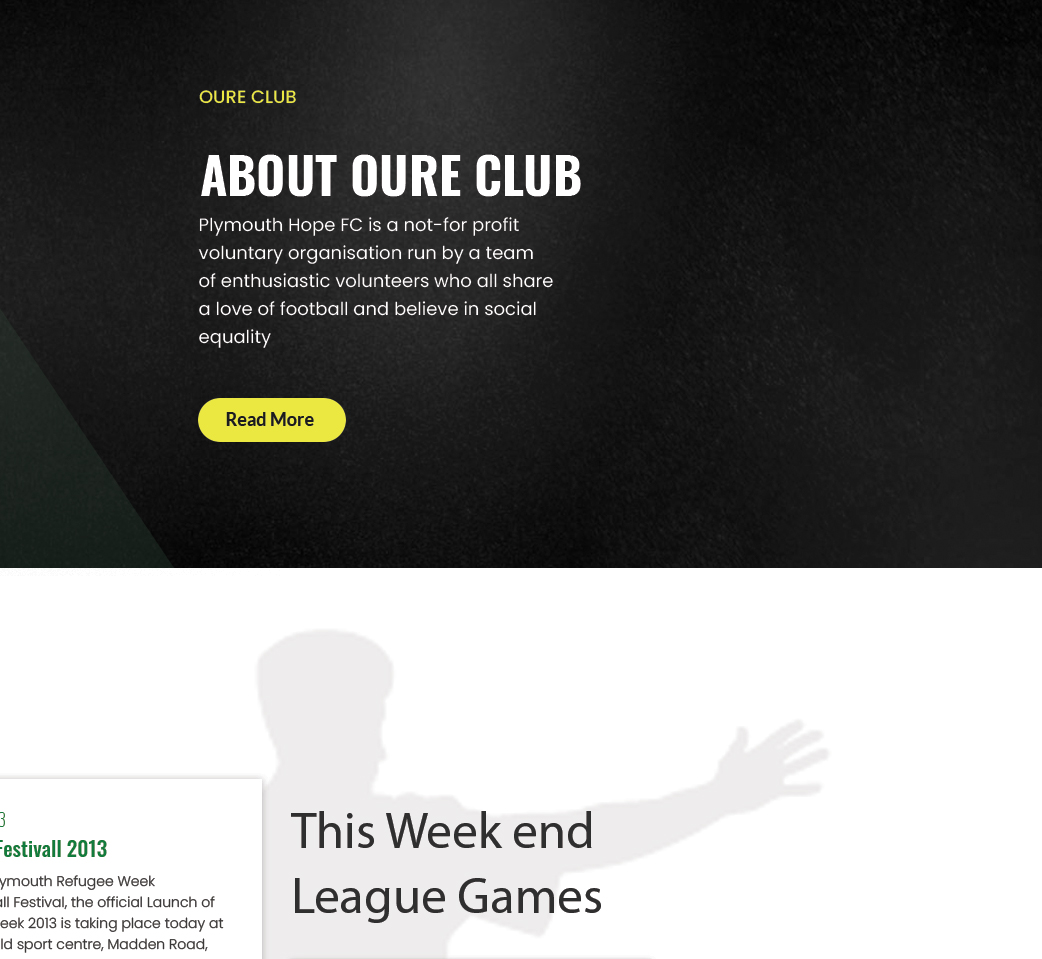 OURE CLUB
ABOUT OURE CLUB
Plymouth Hope FC is a not-for profit
voluntary organisation run by a team
of enthusiastic volunteers who all share
a love of football and believe in social
equality
Read More
3
Festivall 2013
ymouth Refugee Week
all Festival, the official Launch of
eek 2013 is taking place today at
ld sport centre, Madden Road,
This Week end
League Games